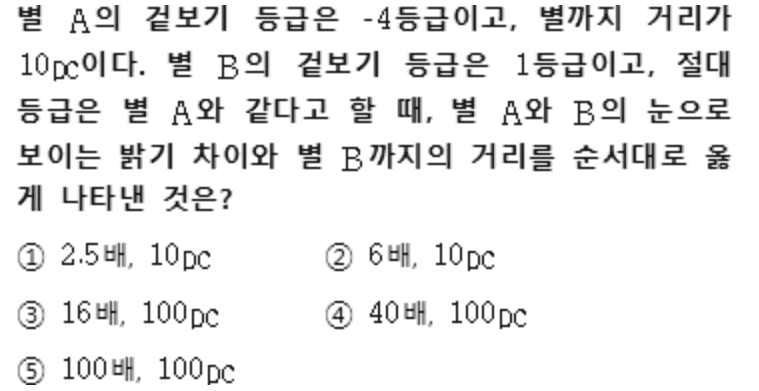 별 A의 겉보기 등급은 -4등급이고, 별까지 거리가
10pc이다. 별 B의 겉보기 등급은 1등급이고, 절대
등급은 별 A와 같다고 할 때, 별 A와 B의 눈으로
보이는 밝기 차이와 별 B까지의 거리를 순서대로 옳
게 나타낸 것은?
① 2.5배, 10pc ② 6배, 10pc
③ 16배, 100pc ④ 40배, 100pc
⑤ 100배, 100pc